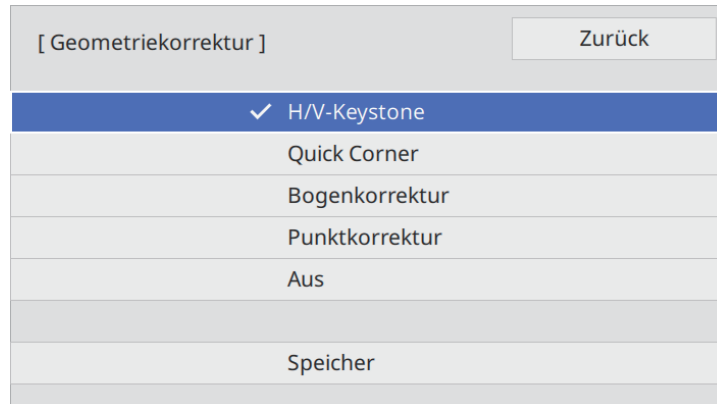 [ Geometriekorrektur ]
Zurück
H/V-Keystone
Quick Corner
Bogenkorrektur
Punktkorrektur
Aus
Speicher